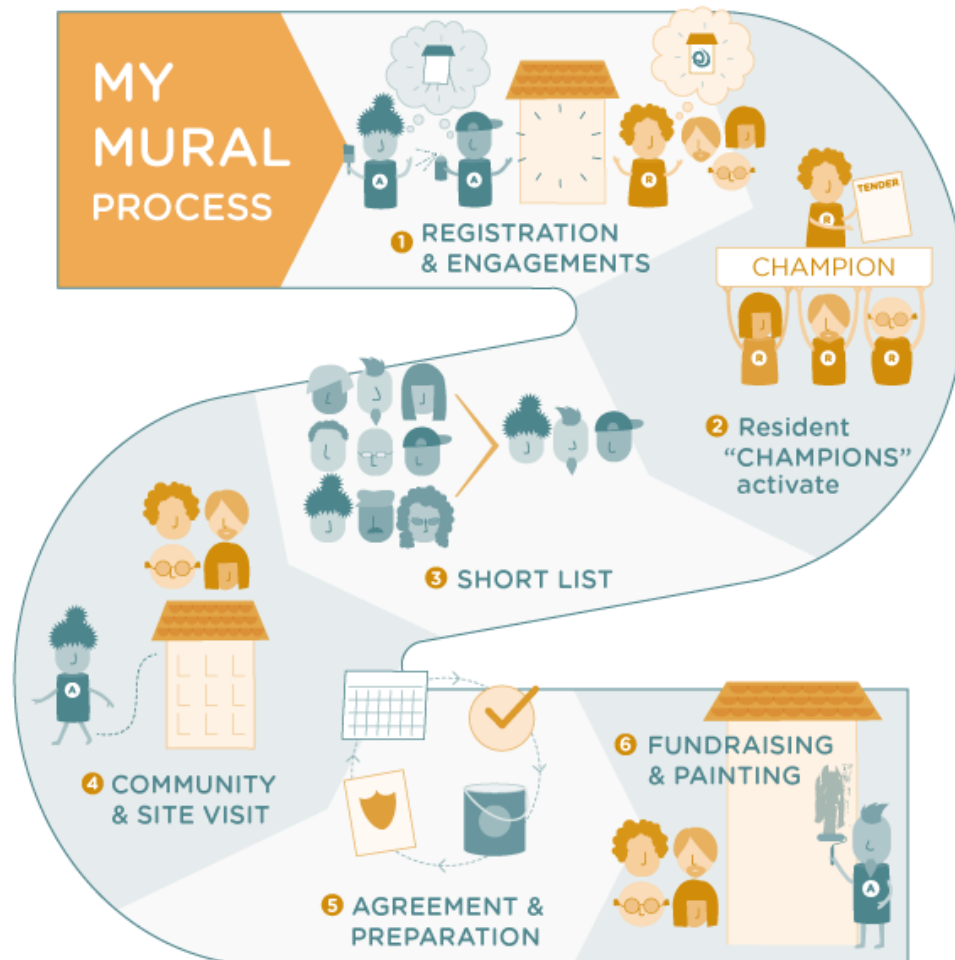 MY
MURAL
PROCESS
A
A
R
1 REGISTRATION
& ENGAGEMENTS
R
TENDER
CHAMPION
R
R
R
2 Resident
“CHAMPIONS”
activate
3 SHORT LIST
A
4 COMMUNITY
& SITE VISIT
5 AGREEMENT &
PREPARATION
6 FUNDRAISING
& PAINTING
A